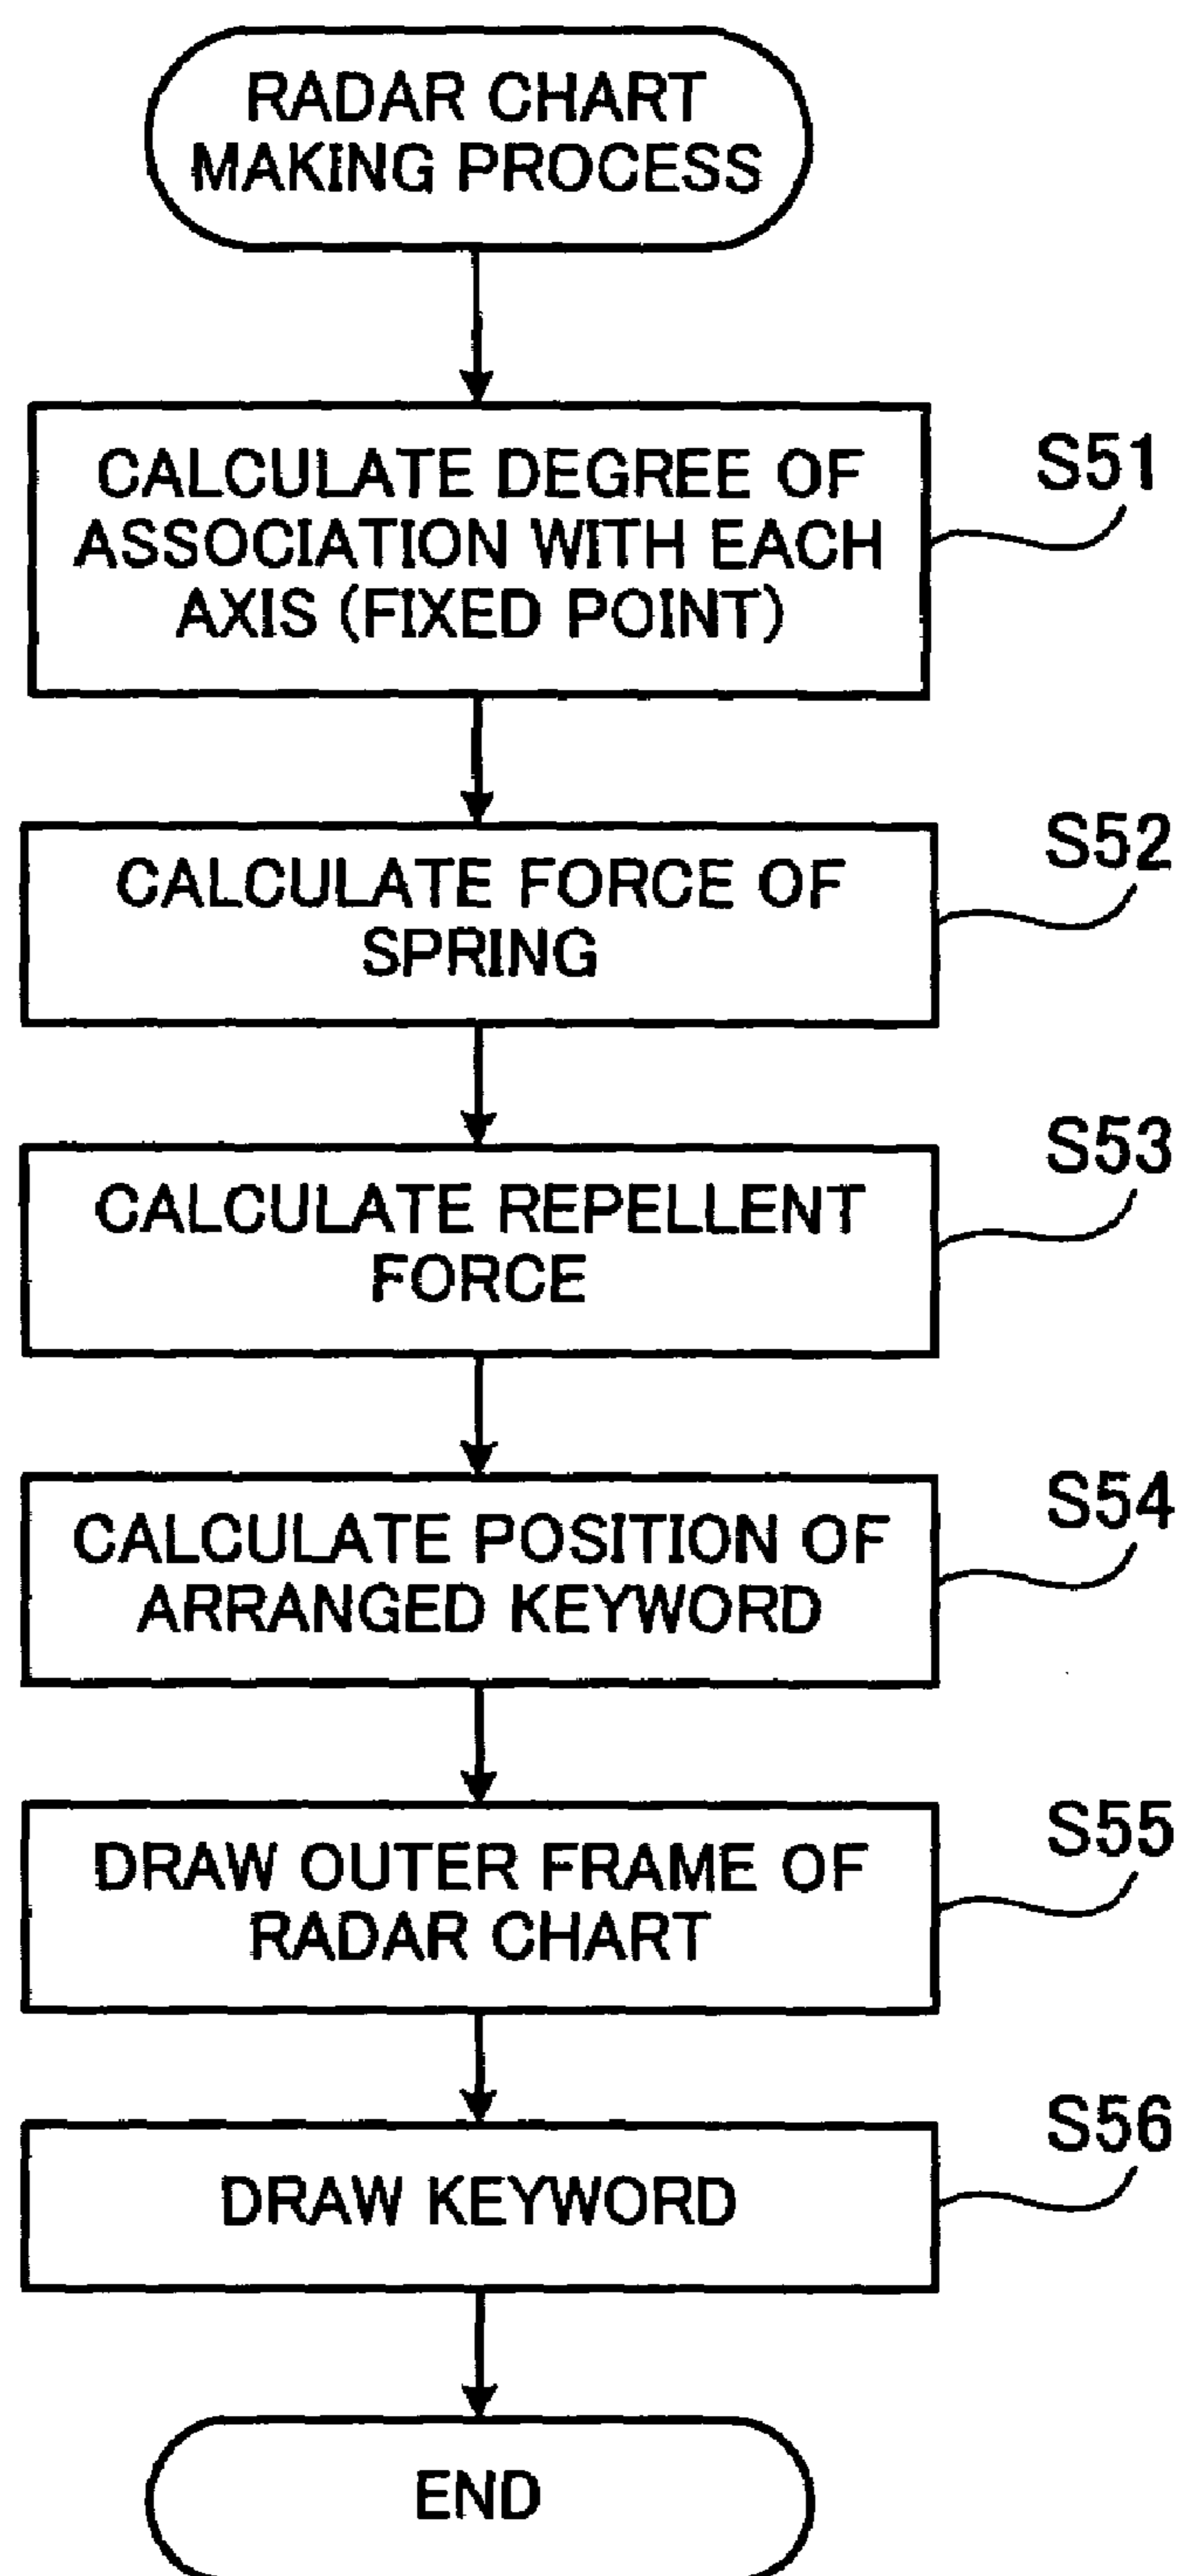 RADAR CHART
MAKING PROCESS
CALCULATE DEGREE OF
ASSOCIATION WITH EACH
AXIS (FIXED POINT)
S51
CALCULATE FORCE OF
SPRING
S52
CALCULATE REPELLENT
FORCE
S53
CALCULATE POSITION OF
ARRANGED KEYWORD
S54
DRAW OUTER FRAME OF
RADAR CHART
S55
DRAW KEYWORD
S56
END